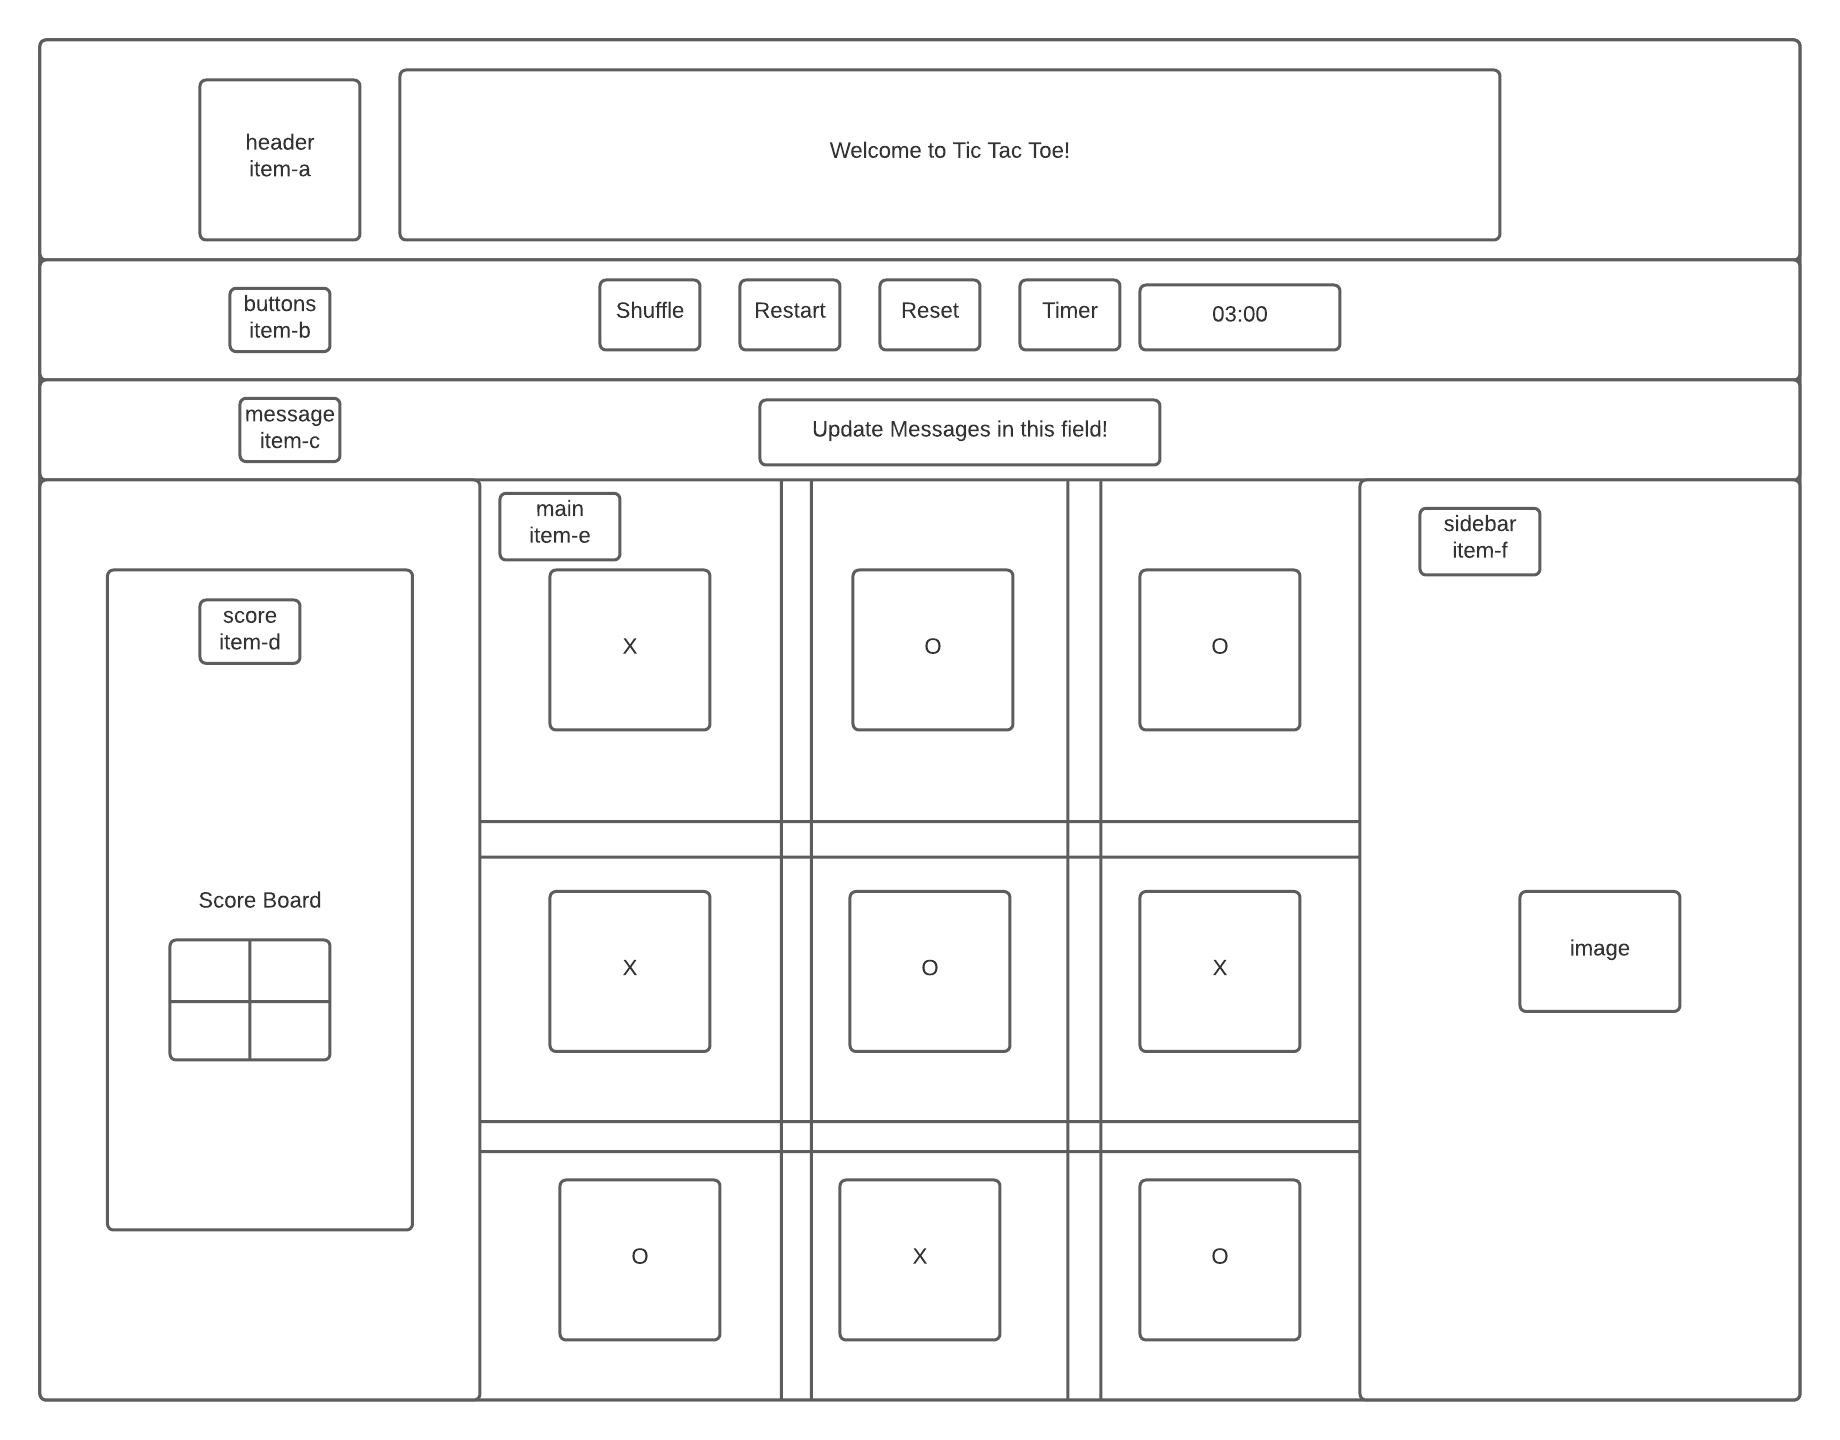 header
item-a
Welcome to Tic Tac Toe!
buttons
item-b
Shuffle
Restart
Reset
Timer
03:00
message
item-c
Update Messages in this field!
score
item-d
Score Board
main
item-e
X
O
O
X
O
X
O
X
O
sidebar
item-f
image